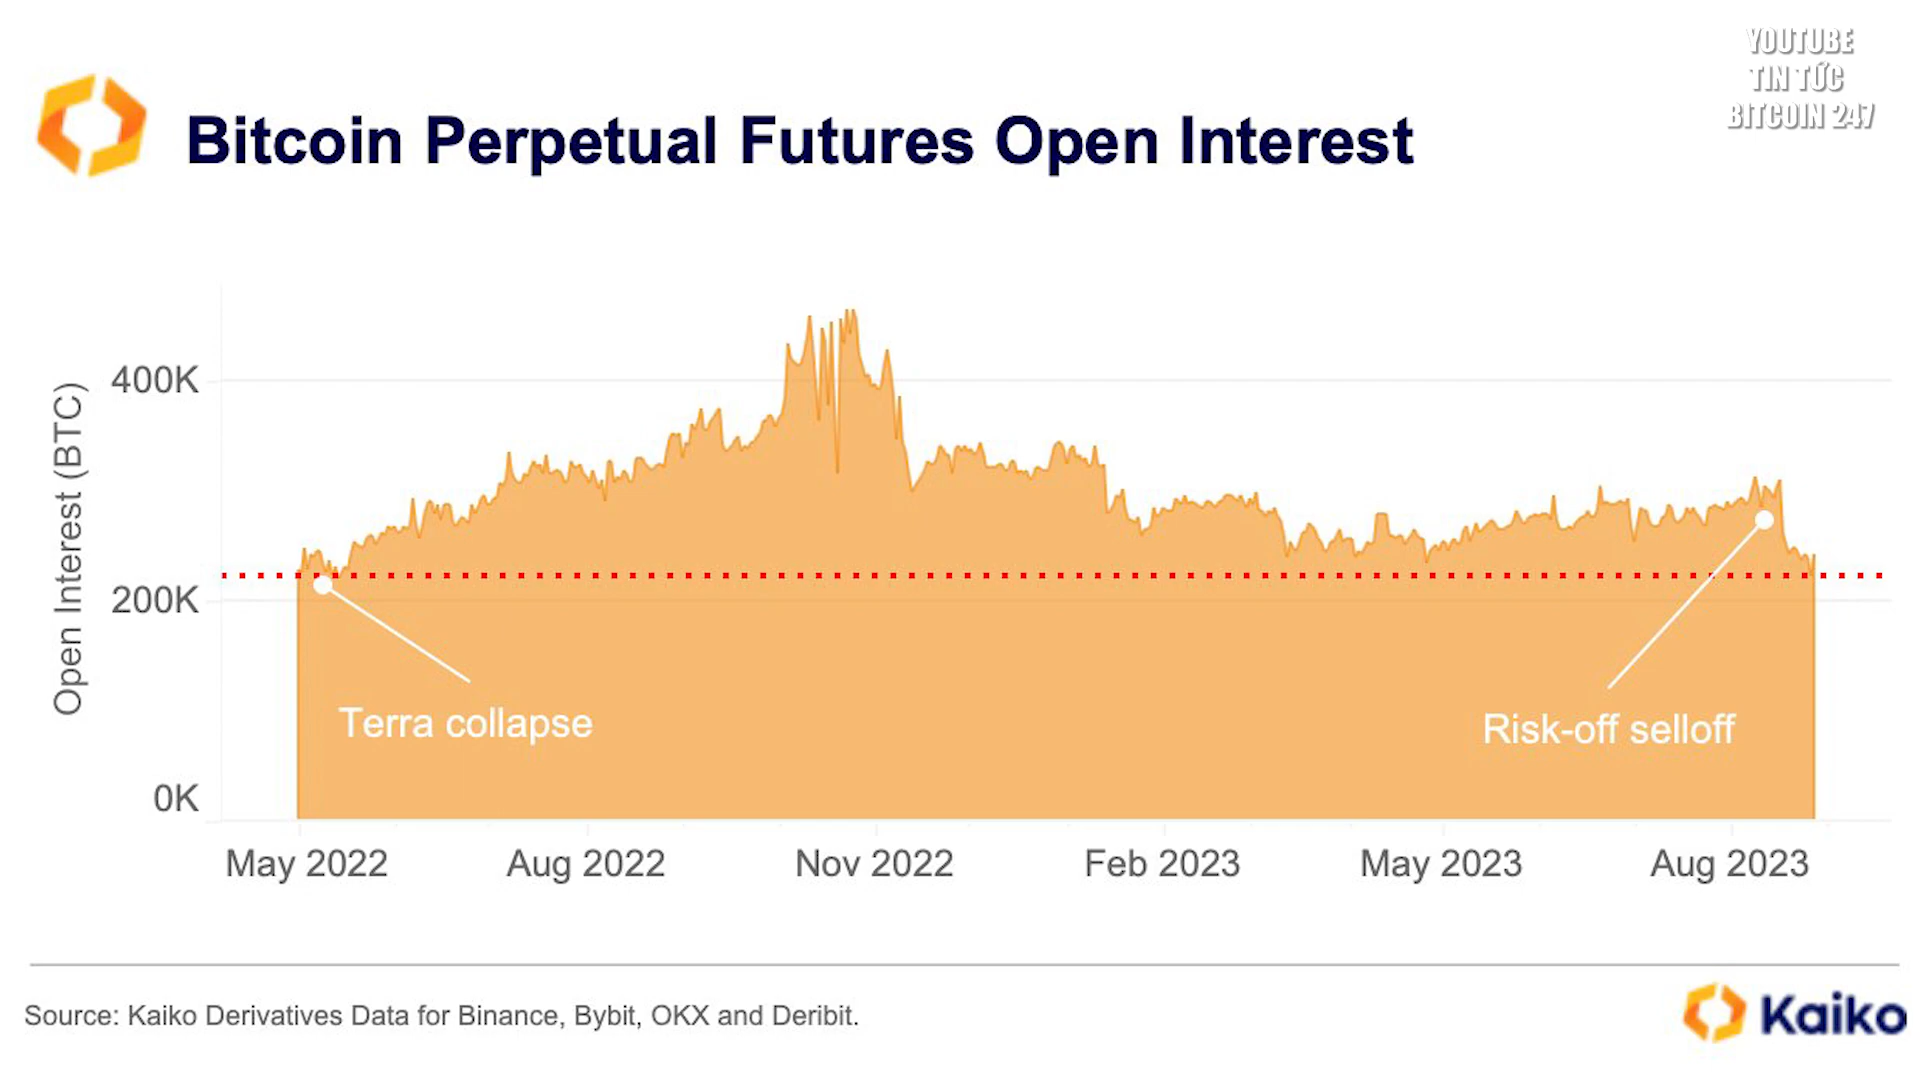 YOUTUBE
TIN TỨC
BITCOIN 247
Bitcoin Perpetual Futures Open Interest
Open Interest (BTC)
400K
200K
0K
Terra collapse
Risk-off selloff
May 2022
Aug 2022
Nov 2022
Feb 2023
May 2023
Aug 2023
Source: Kaiko Derivatives Data for Binance, Bybit, OKX and Deribit.
Kaiko